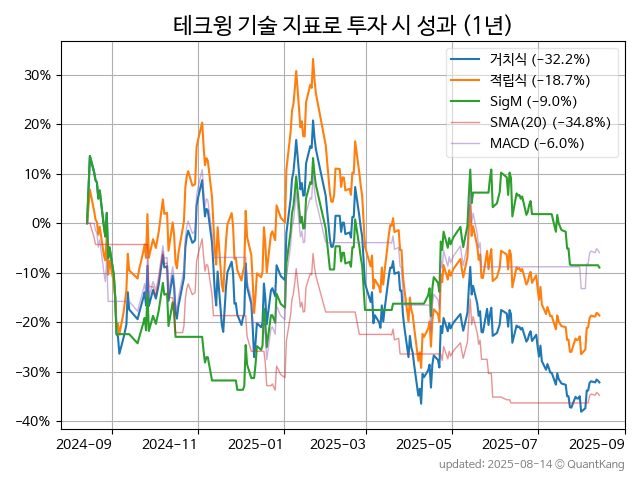 테크윙 기술 지표로 투자 시 성과 (1년)
거치식 (−32.2%)
적립식 (−18.7%)
SigM (−9.0%)
SMA(20) (−34.8%)
MACD (−6.0%)
30%
20%
10%
0%
−10%
−20%
−30%
−40%
2024-09 2024-11 2025-01 2025-03 2025-05 2025-07 2025-09
updated: 2025-08-14 © QuantKang